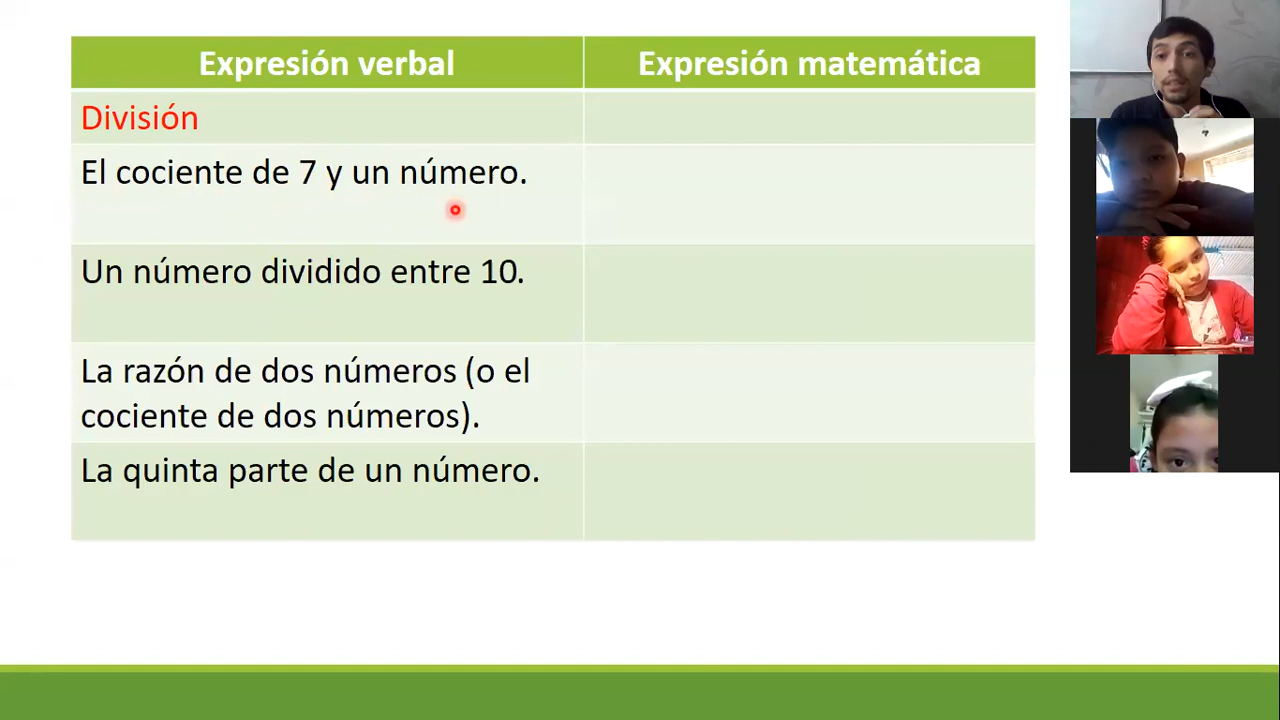 Expresión verbal
Expresión matemática
División
El cociente de 7 y un número.
Un número dividido entre 10.
La razón de dos números (o el
cociente de dos números).
La quinta parte de un número.